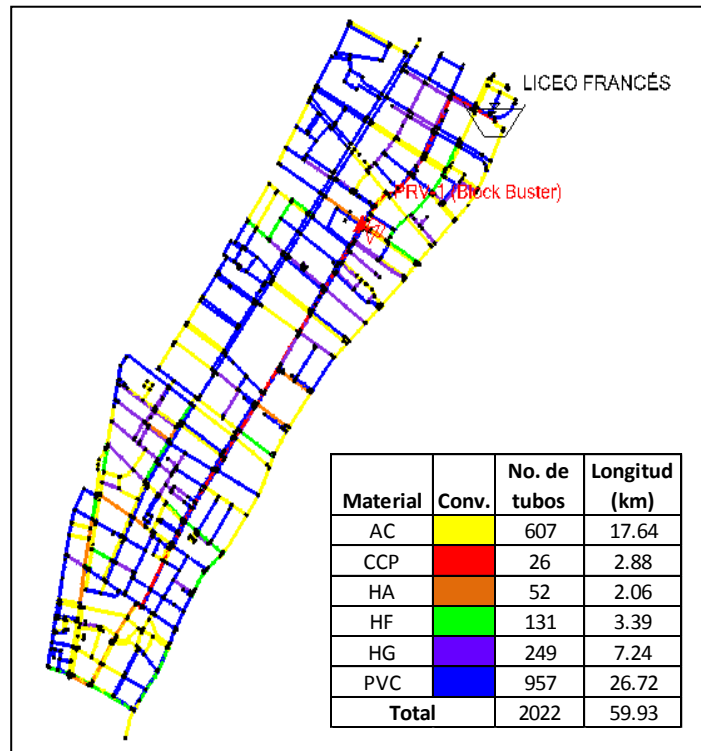 LICEO FRANCÉS
PRV-1 (Block Buster)
Material Conv. No. de tubos Longitud (km)
AC 607 17.64
CCP 26 2.88
HA 52 2.06
HF 131 3.39
HG 249 7.24
PVC 957 26.72
Total 2022 59.93